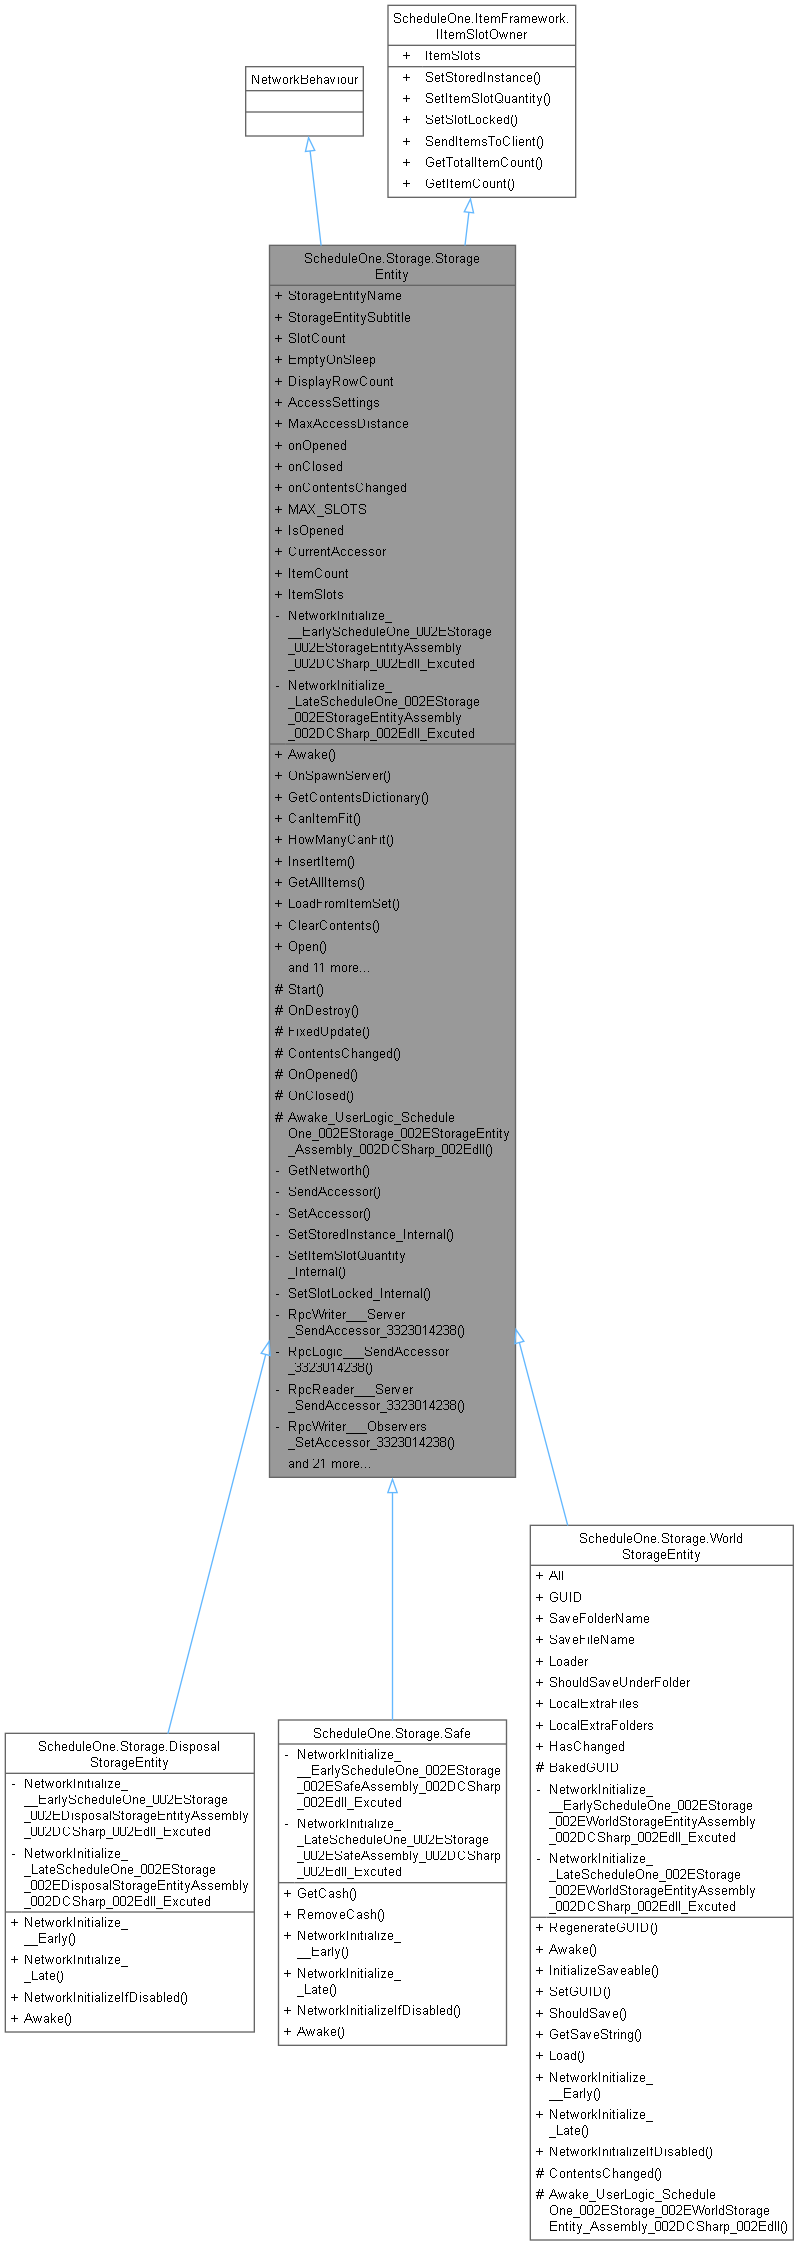 ScheduleOne.ItemFramework.
IItemSlotOwner
+ ItemSlots
+ SetStoredInstance()
+ SetItemSlotQuantity()
+ SetSlotLocked()
+ SendItemsToClient()
+ GetTotalItemCount()
+ GetItemCount()
NetworkBehaviour
ScheduleOne.Storage.Storage
Entity
+ StorageEntityName
+ StorageEntitySubtitle
+ SlotCount
+ EmptyOnSleep
+ DisplayRowCount
+ AccessSettings
+ MaxAccessDistance
+ onOpened
+ onClosed
+ onContentsChanged
+ MAX_SLOTS
+ IsOpened
+ CurrentAccessor
+ ItemCount
+ ItemSlots
- NetworkInitialize_
__EarlyScheduleOne_002EStorage
_002EStorageEntityAssembly
_002DCSharp_002Edll_Excuted
- NetworkInitialize_
_LateScheduleOne_002EStorage
_002EStorageEntityAssembly
_002DCSharp_002Edll_Excuted
+ Awake()
+ OnSpawnServer()
+ GetContentsDictionary()
+ CanItemFit()
+ HowManyCanFit()
+ InsertItem()
+ GetAllItems()
+ LoadFromItemSet()
+ ClearContents()
+ Open()
and 11 more...
# Start()
# OnDestroy()
# FixedUpdate()
# ContentsChanged()
# OnOpened()
# OnClosed()
# Awake_UserLogic_Schedule
One_002EStorage_002EStorageEntity
_Assembly_002DCSharp_002Edll()
- GetNetworth()
- SendAccessor()
- SetAccessor()
- SetStoredInstance_Internal()
- SetItemSlotQuantity
_Internal()
- SetSlotLocked_Internal()
- RpcWriter___Server
_SendAccessor_3323014238()
- RpcLogic___SendAccessor
_3323014238()
- RpcReader___Server
_SendAccessor_3323014238()
- RpcWriter___Observers
_SetAccessor_3323014238()
and 21 more...
ScheduleOne.Storage.Disposal
StorageEntity
- NetworkInitialize_
__EarlyScheduleOne_002EStorage
_002EDisposalStorageEntityAssembly
_002DCSharp_002Edll_Excuted
- NetworkInitialize_
_LateScheduleOne_002EStorage
_002EDisposalStorageEntityAssembly
_002DCSharp_002Edll_Excuted
+ NetworkInitialize_
__Early()
+ NetworkInitialize_
_Late()
+ NetworkInitializeIfDisabled()
+ Awake()
ScheduleOne.Storage.Safe
- NetworkInitialize_
__EarlyScheduleOne_002EStorage
_002ESafeAssembly_002DCSharp
_002Edll_Excuted
- NetworkInitialize_
_LateScheduleOne_002EStorage
_002ESafeAssembly_002DCSharp
_002Edll_Excuted
+ GetCash()
+ RemoveCash()
+ NetworkInitialize_
__Early()
+ NetworkInitialize_
_Late()
+ NetworkInitializeIfDisabled()
+ Awake()
ScheduleOne.Storage.World
StorageEntity
+ All
+ GUID
+ SaveFolderName
+ SaveFileName
+ Loader
+ ShouldSaveUnderFolder
+ LocalExtraFiles
+ LocalExtraFolders
+ HasChanged
# BakedGUID
- NetworkInitialize_
__EarlyScheduleOne_002EStorage
_002EWorldStorageEntityAssembly
_002DCSharp_002Edll_Excuted
- NetworkInitialize_
_LateScheduleOne_002EStorage
_002EWorldStorageEntityAssembly
_002DCSharp_002Edll_Excuted
+ RegenerateGUID()
+ Awake()
+ InitializeSaveable()
+ SetGUID()
+ ShouldSave()
+ GetSaveString()
+ Load()
+ NetworkInitialize_
__Early()
+ NetworkInitialize_
_Late()
+ NetworkInitializeIfDisabled()
# ContentsChanged()
# Awake_UserLogic_Schedule
One_002EStorage_002EWorldStorage
Entity_Assembly_002DCSharp_002Edll()